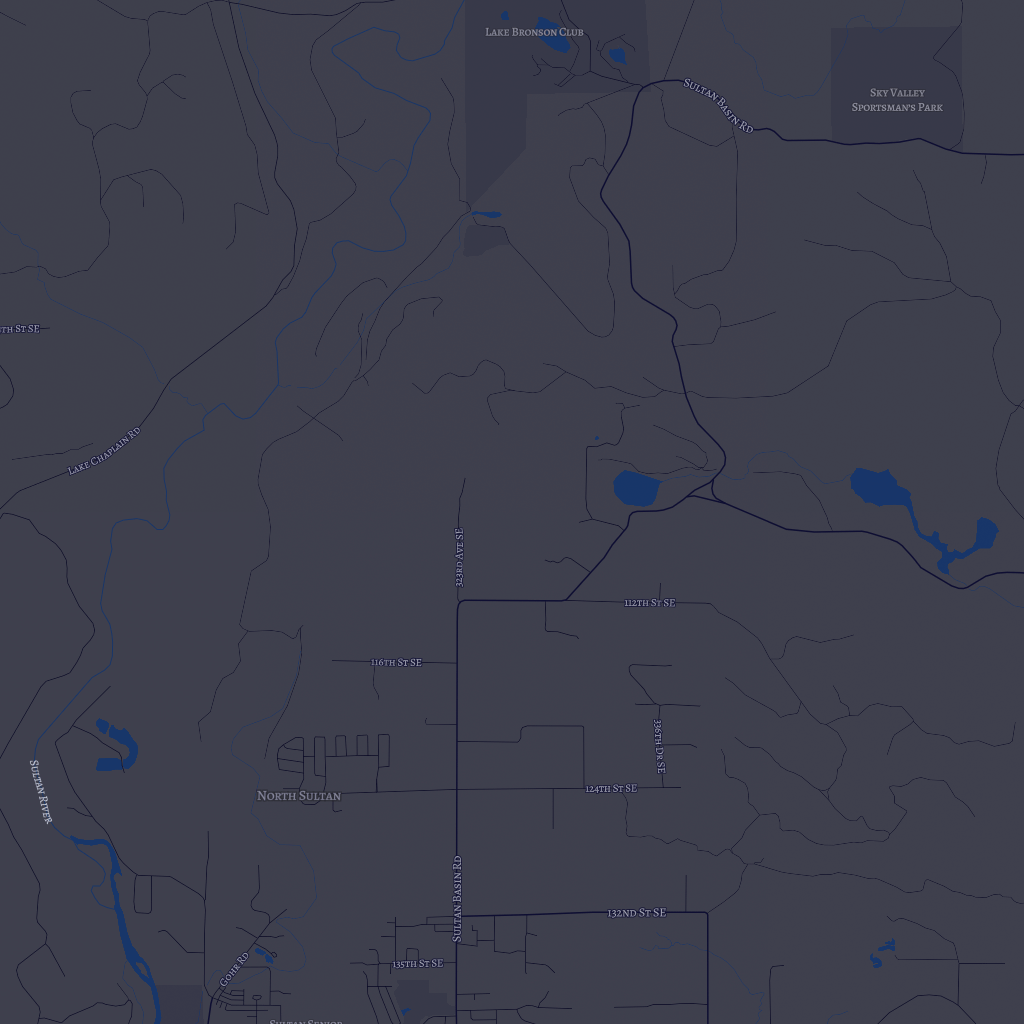 Lake Bronson Club
Sultan Basin Rd
Sky Valley
Sportsman's Park
TH ST SE
Lake Chaplain Rd
323rd Ave SE
112th St SE
116th St SE
336th Dr SE
Sultan River
North Sultan
124th St SE
Sultan Basin Rd
132nd St SE
135th St SE
Gohr Rd
Sultan Senior